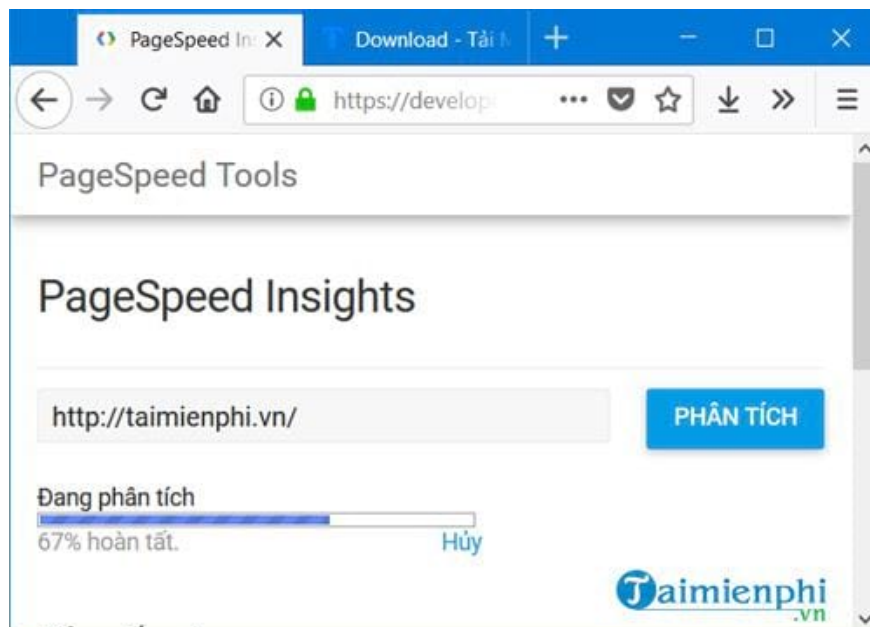 PageSpeed In
Download - Tải M
https://develop
PageSpeed Tools
PageSpeed Insights
http://taimienphi.vn/
PHÂN TÍCH
Đang phân tích
67% hoàn tất.
Hủy
Taimienphi
.vn